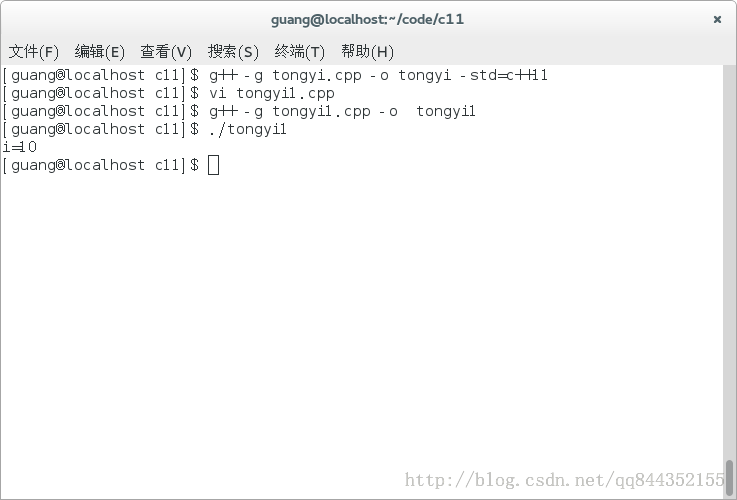 guang@localhost:~/code/c11
文件(F) 编辑(E) 查看(V) 搜索(S) 终端(T) 帮助(H)
[guang@localhost c11]$ g++ -g tongyi.cpp -o tongyi -std=c++11
[guang@localhost c11]$ vi tongyi1.cpp
[guang@localhost c11]$ g++ -g tongyi1.cpp -o  tongyi1
[guang@localhost c11]$ ./tongyi1
i=10
[guang@localhost c11]$
http://blog.csdn.net/qq844352155